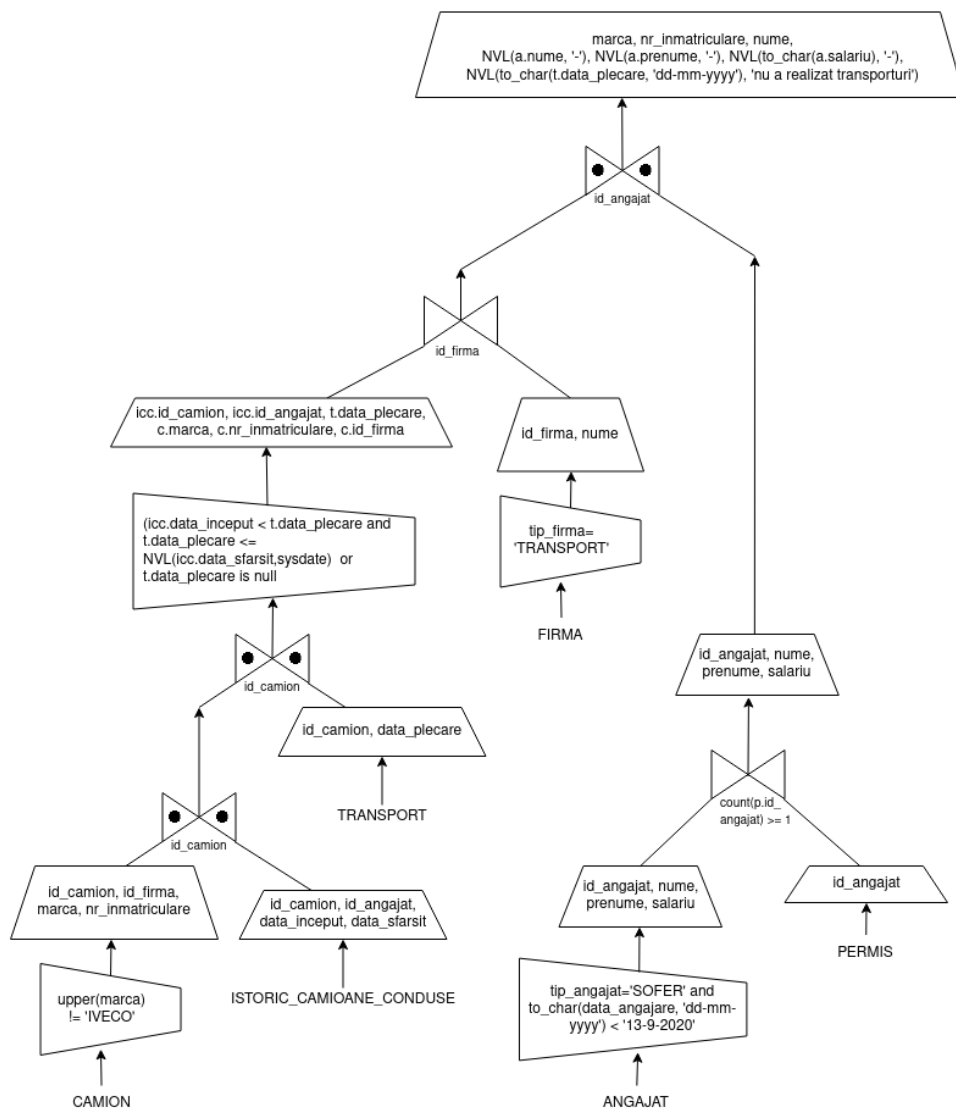 marca, nr_inmatriculare, nume,
NVL(a.nume, '-'), NVL(a.prenume, '-'), NVL(to_char(a.salariu), '-'),
NVL(to_char(t.data_plecare, 'dd-mm-yyyy'), 'nu a realizat transporturi')
id_angajat
id_firma
icc.id_camion, icc.id_angajat, t.data_plecare,
c.marca, c.nr_inmatriculare, c.id_firma
id_firma, nume
(icc.data_inceput < t.data_plecare and
t.data_plecare <=
NVL(icc.data_sfarsit,sysdate) or
t.data_plecare is null
tip_firma=
'TRANSPORT'
FIRMA
id_angajat, nume,
prenume, salariu
id_camion
id_camion, data_plecare
TRANSPORT
count(p.id_
angajat) >= 1
id_camion
id_camion, id_firma,
marca, nr_inmatriculare
id_camion, id_angajat,
data_inceput, data_sfarsit
id_angajat, nume,
prenume, salariu
id_angajat
PERMIS
ISTORIC_CAMIOANE_CONDUSE
upper(marca)
!= 'IVECO'
tip_angajat='SOFER' and
to_char(data_angajare, 'dd-mm-
yyyy') < '13-9-2020'
CAMION
ANGAJAT